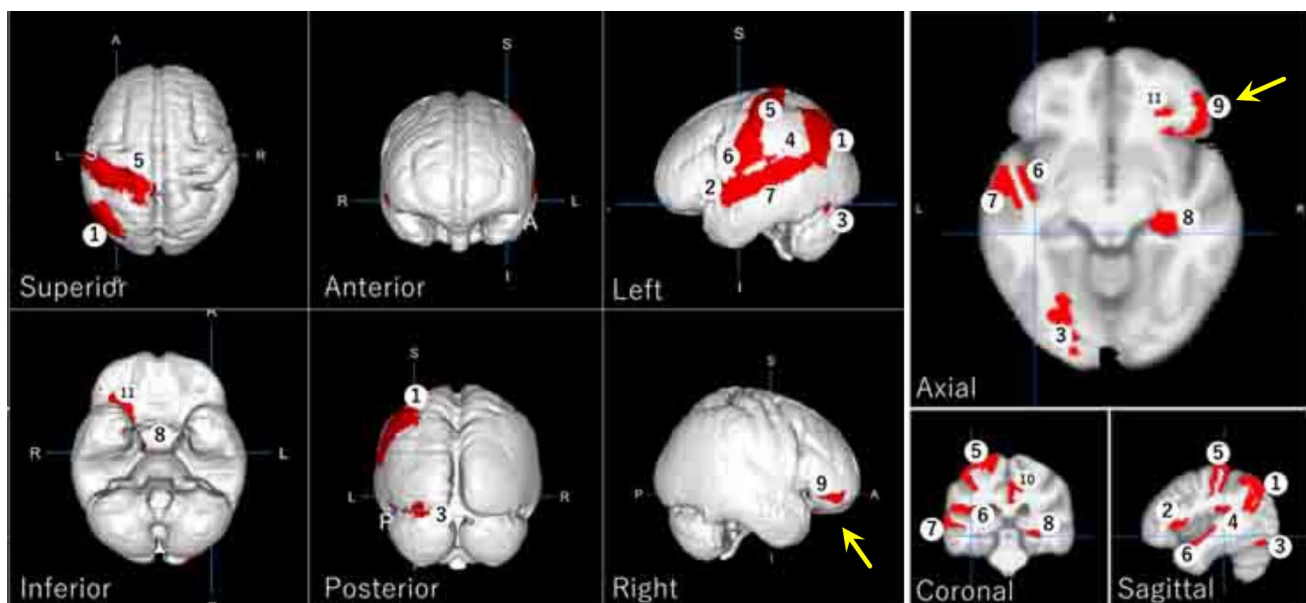 A
L
5
R
1
Superior
S
R
L
A
I
Anterior
S
5
4
1
6
2
7
3
I
Left
A
11
9
6
7
8
L
R
3
Axial
11
8
R
L
Inferior
S
1
L
R
P
3
Posterior
S
P
9
A
Right
5
10
6
7
8
Coronal
5
1
2
4
6
3
Sagittal